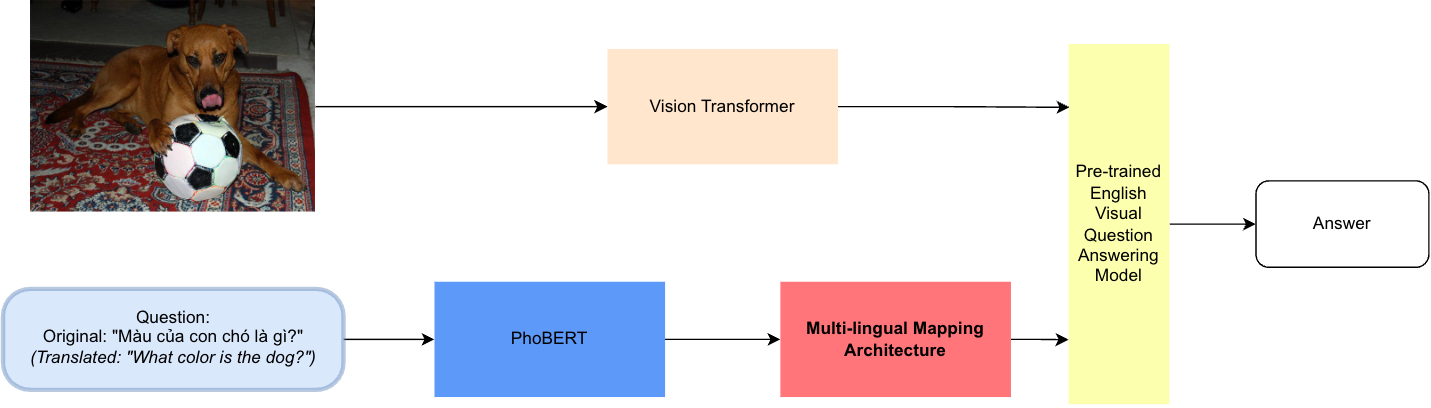 Vision Transformer
Pre-trained
English
Visual
Question
Answering
Model
Answer
Question:
Original: "Màu của con chó là gì?"
(Translated: "What color is the dog?")
PhoBERT
Multi-lingual Mapping
Architecture